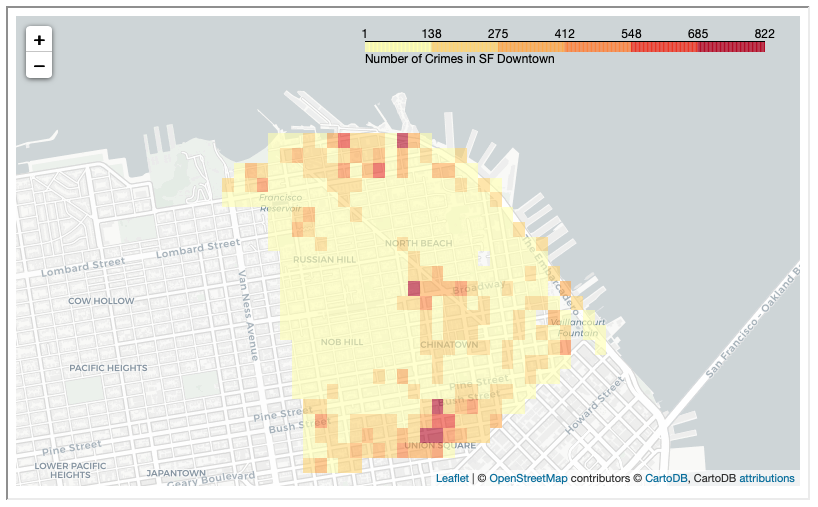 +
−
1 138 275 412 548 685 822
Number of Crimes in SF Downtown
Francisco
Reservoir
Lombard Street
Lombard Street
NORTH BEACH
RUSSIAN HILL
The Embarcadero
COW HOLLOW
Van Ness Avenue
Broadway
San Francisco - Oakland B
Vaillancourt
Fountain
NOB HILL
CHINATOWN
PACIFIC HEIGHTS
Pine Street
Bush Street
Howard Street
Pine Street
Bush Street
Pine Street
UNION SQUARE
LOWER PACIFIC
HEIGHTS
JAPANTOWN
Geary Boulevard
Leaflet | © OpenStreetMap contributors © CartoDB, CartoDB attributions